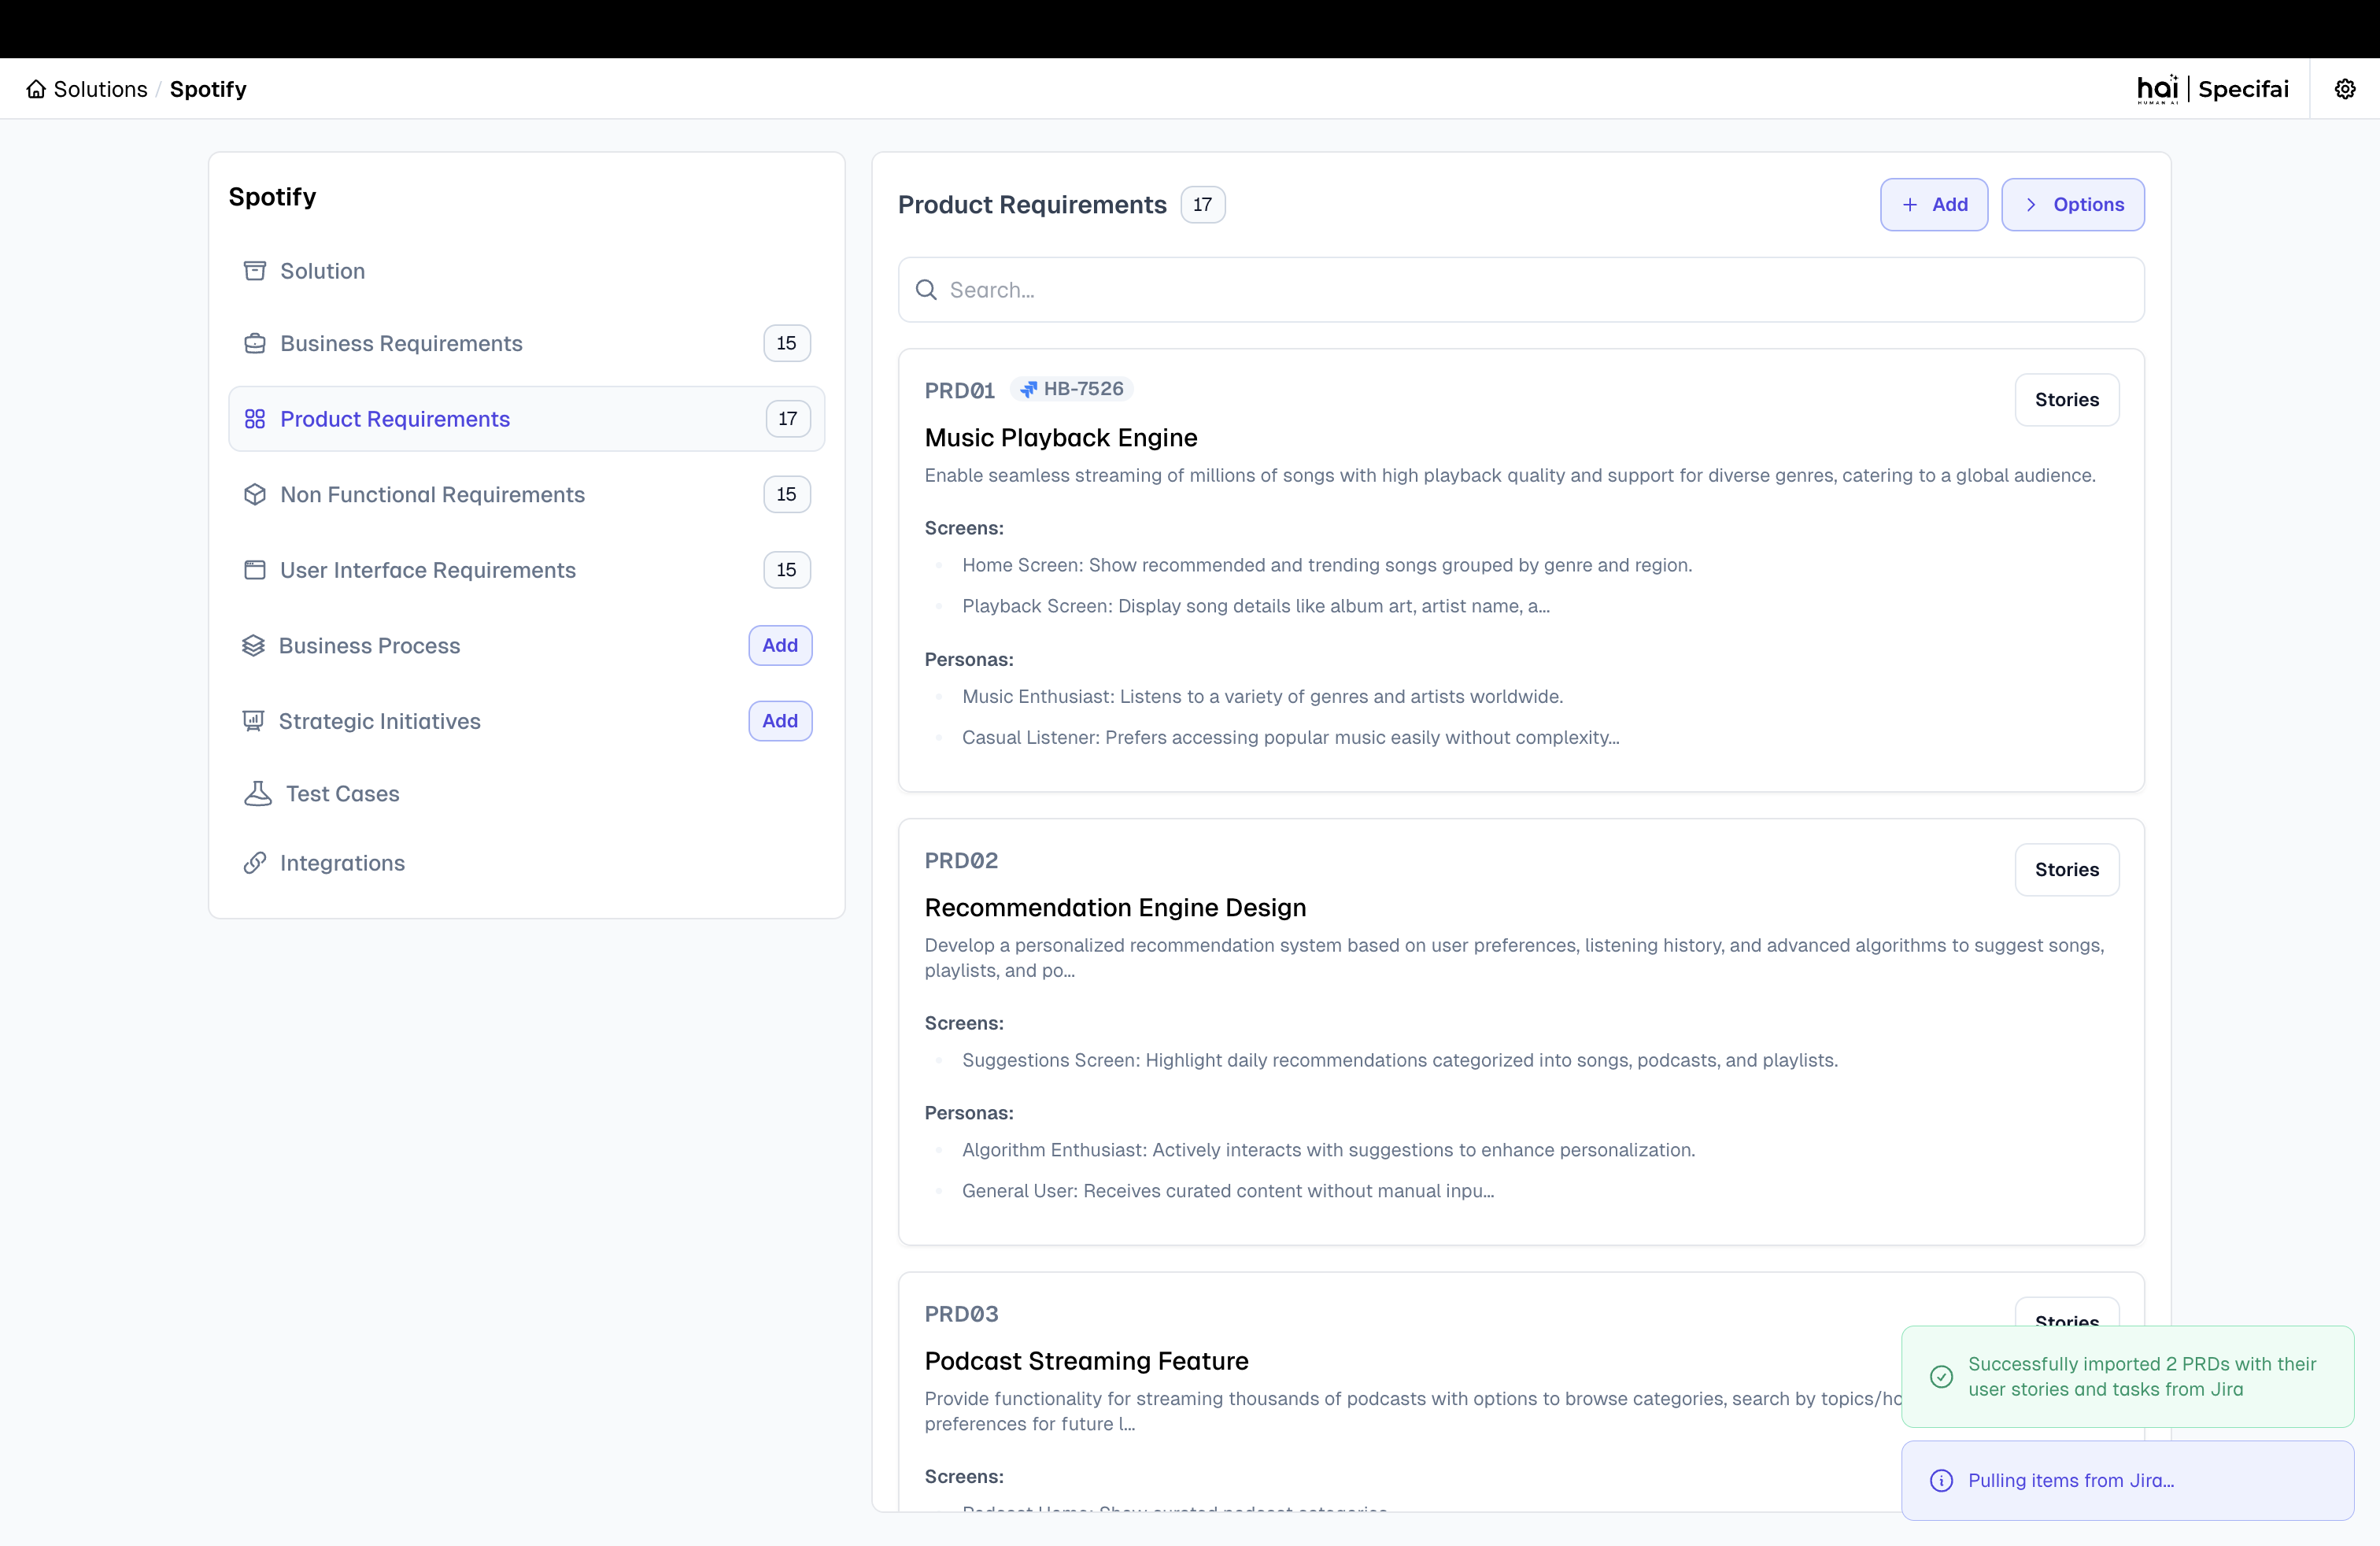 Solutions / Spotify
hai
HUMAN AI
Specifai
Spotify
Solution
Business Requirements 15
Product Requirements 17
Non Functional Requirements 15
User Interface Requirements 15
Business Process Add
Strategic Initiatives Add
Test Cases
Integrations
Product Requirements 17
+ Add
> Options
Search...
PRD01 HB-7526
Stories
Music Playback Engine
Enable seamless streaming of millions of songs with high playback quality and support for diverse genres, catering to a global audience.
Screens:
Home Screen: Show recommended and trending songs grouped by genre and region.
Playback Screen: Display song details like album art, artist name, a...
Personas:
Music Enthusiast: Listens to a variety of genres and artists worldwide.
Casual Listener: Prefers accessing popular music easily without complexity...
PRD02
Stories
Recommendation Engine Design
Develop a personalized recommendation system based on user preferences, listening history, and advanced algorithms to suggest songs,
playlists, and po...
Screens:
Suggestions Screen: Highlight daily recommendations categorized into songs, podcasts, and playlists.
Personas:
Algorithm Enthusiast: Actively interacts with suggestions to enhance personalization.
General User: Receives curated content without manual inpu...
PRD03
Stories
Podcast Streaming Feature
Provide functionality for streaming thousands of podcasts with options to browse categories, search by topics/ho
preferences for future l...
Screens:
Podcast Home: Show curated podcast categories
Successfully imported 2 PRDs with their
user stories and tasks from Jira
Pulling items from Jira...